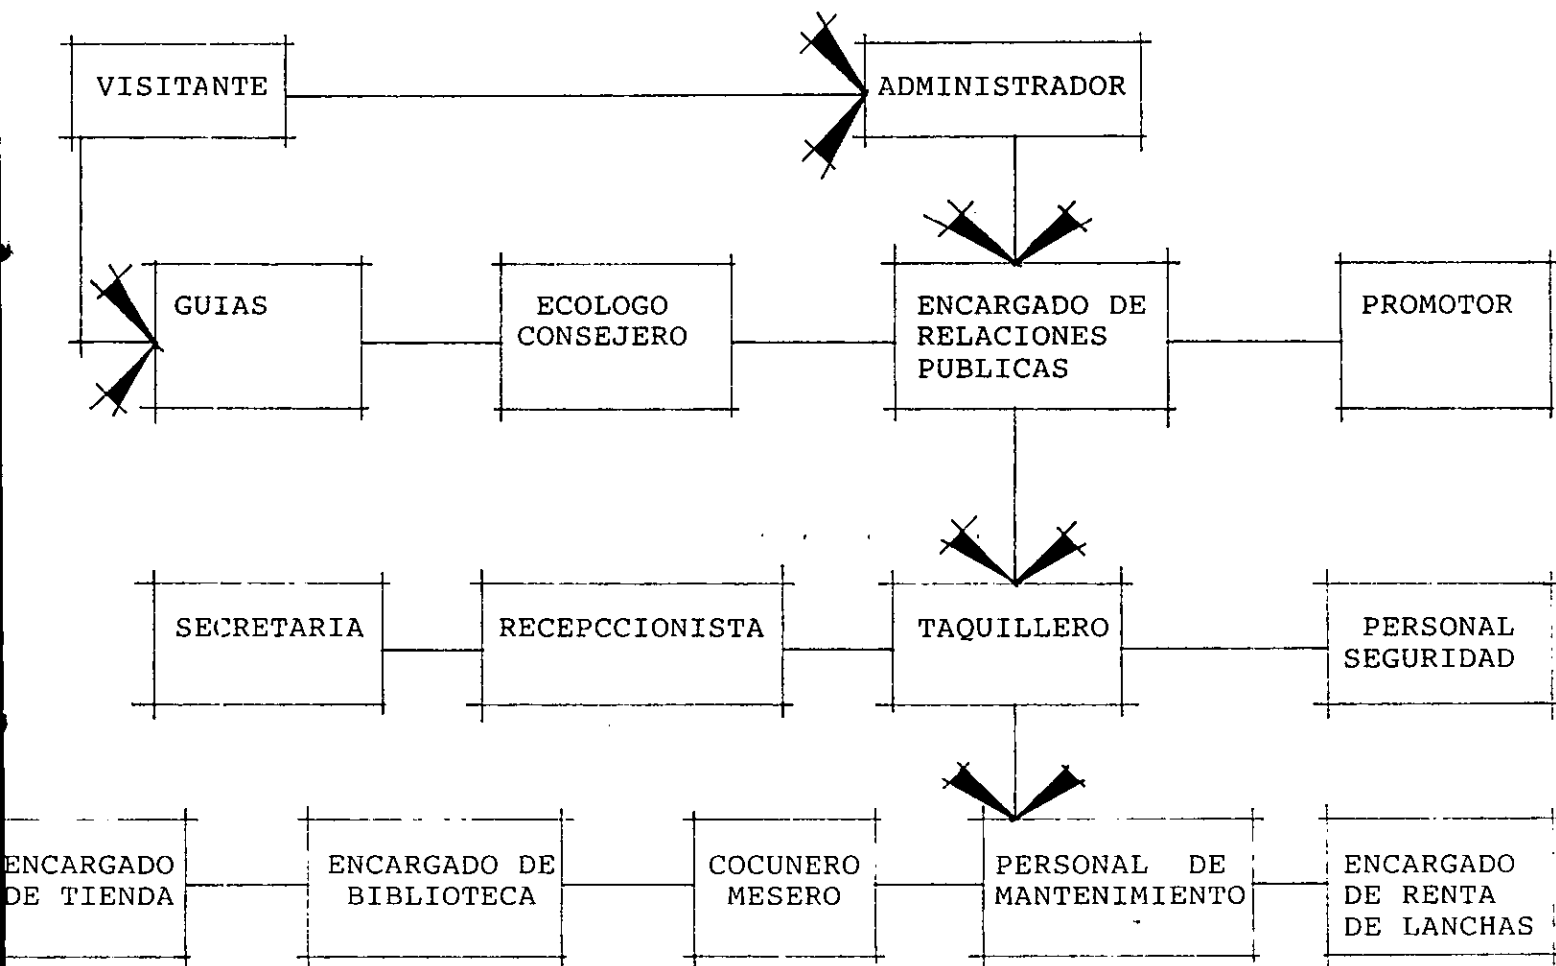 VISITANTE
ADMINISTRADOR
GUIAS
ECOLOGO
CONSEJERO
ENCARGADO DE
RELACIONES
PUBLICAS
PROMOTOR
SECRETARIA
RECEPCCIONISTA
TAQUILLERO
PERSONAL
SEGURIDAD
ENCARGADO
DE TIENDA
ENCARGADO DE
BIBLIOTECA
COCUNERO
MESERO
PERSONAL DE
MANTENIMIENTO
ENCARGADO
DE RENTA
DE LANCHAS